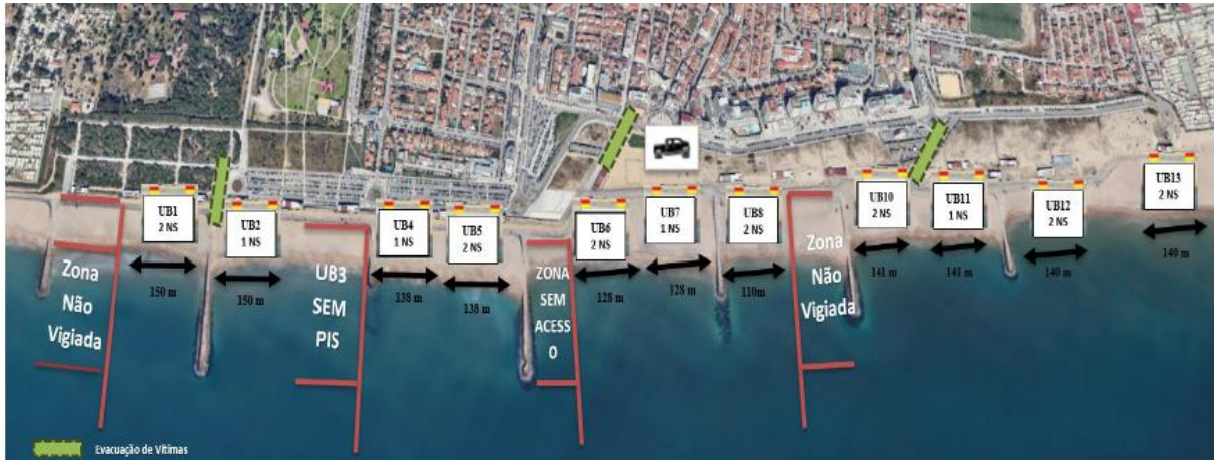 UB1
2 NS
UB2
1 NS
UB4
1 NS
UB5
2 NS
UB6
2 NS
UB7
1 NS
UB8
2 NS
UB10
2 NS
UB11
1 NS
UB12
2 NS
UB13
2 NS
Zona
Não
Vigiada
150 m
150 m
UB3
SEM
PIS
138 m
138 m
ZONA
SEM
ACESS
O
128 m
128 m
110m
Zona
Não
Vigiada
141 m
141 m
140 m
140 m
Evacuação de Vítimas